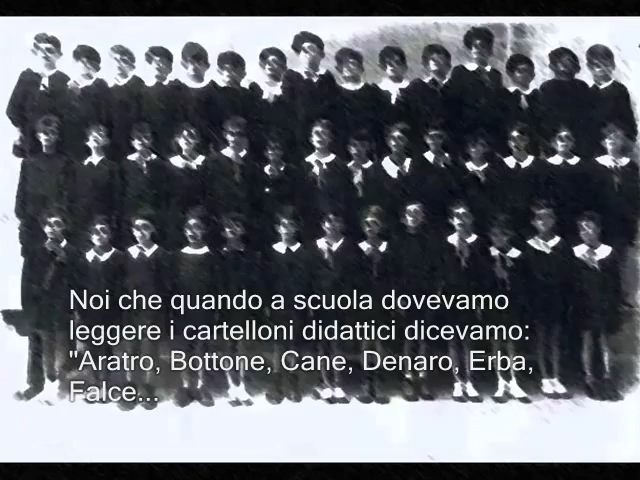 Noi che quando a scuola dovevamo
leggere i cartelloni didattici dicevamo:
"Aratro, Bottone, Cane, Denaro, Erba,
Falce...